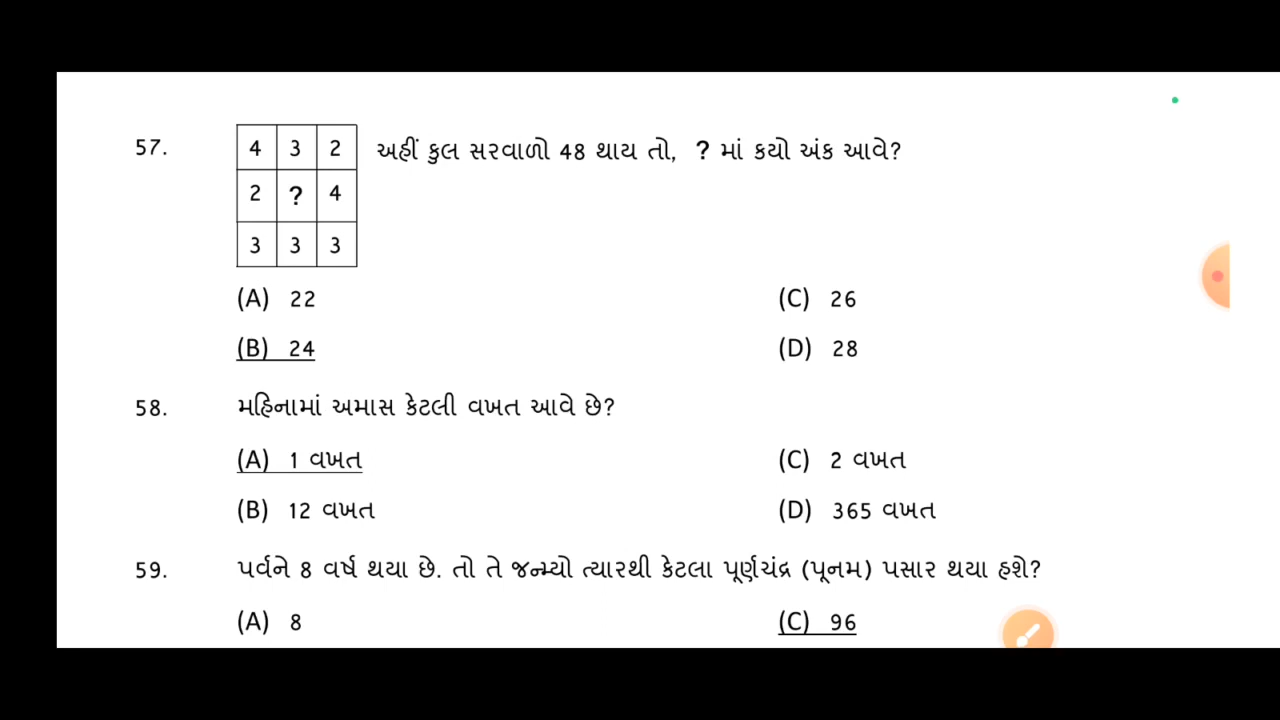 57. 4 3 2 અહીં કુલ સરવાળો 48 થાય તો, ? માં કયો અંક આવે?
2 ? 4
3 3 3
(A) 22 (C) 26
(B) 24 (D) 28
58. મહિનામાં અમાસ કેટલી વખત આવે છે?
(A) 1 વખત (C) 2 વખત
(B) 12 વખત (D) 365 વખત
59. પર્વને 8 વર્ષ થયા છે. તો તે જન્મ્યો ત્યારથી કેટલા પૂર્ણચંદ્ર (પૂનમ) પસાર થયા હશે?
(A) 8 (C) 96